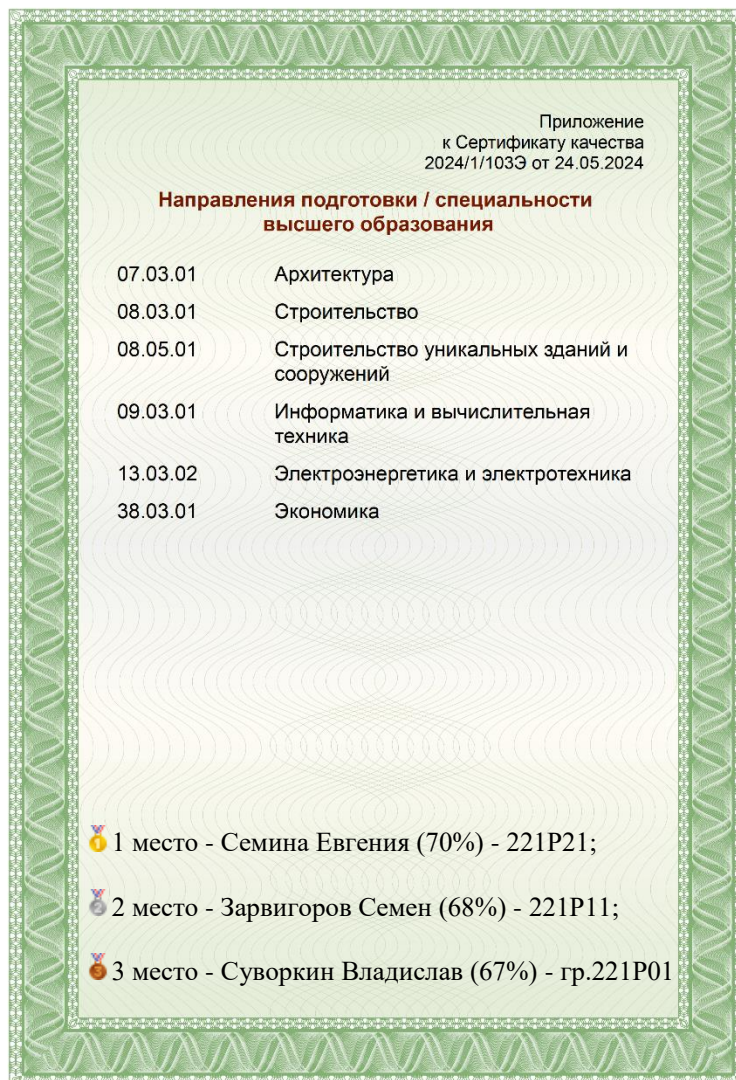 Приложение
к Сертификату качества
2024/1/103Э от 24.05.2024
Направления подготовки / специальности
высшего образования
07.03.01 Архитектура
08.03.01 Строительство
08.05.01 Строительство уникальных зданий и
сооружений
09.03.01 Информатика и вычислительная
техника
13.03.02 Электроэнергетика и электротехника
38.03.01 Экономика
1 место - Семина Евгения (70%) - 221Р21;
2 место - Зарвигоров Семен (68%) - 221Р11;
3 место - Суворкин Владислав (67%) - гр.221Р01